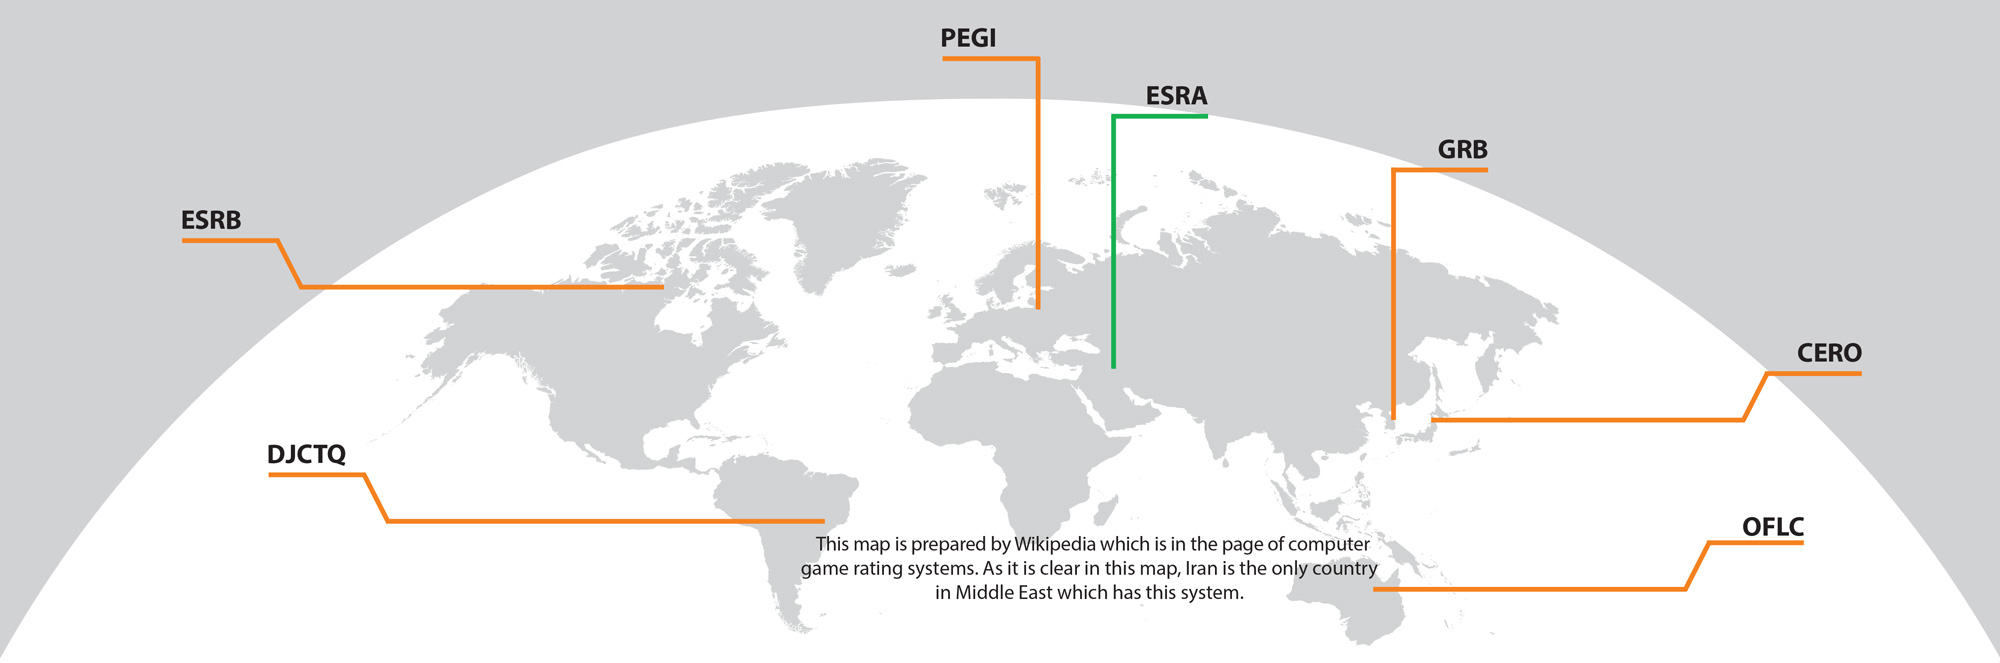 PEGI
ESRA
GRB
ESRB
CERO
DJCTQ
OFLC
This map is prepared by Wikipedia which is in the page of computer
game rating systems. As it is clear in this map, Iran is the only country
in Middle East which has this system.